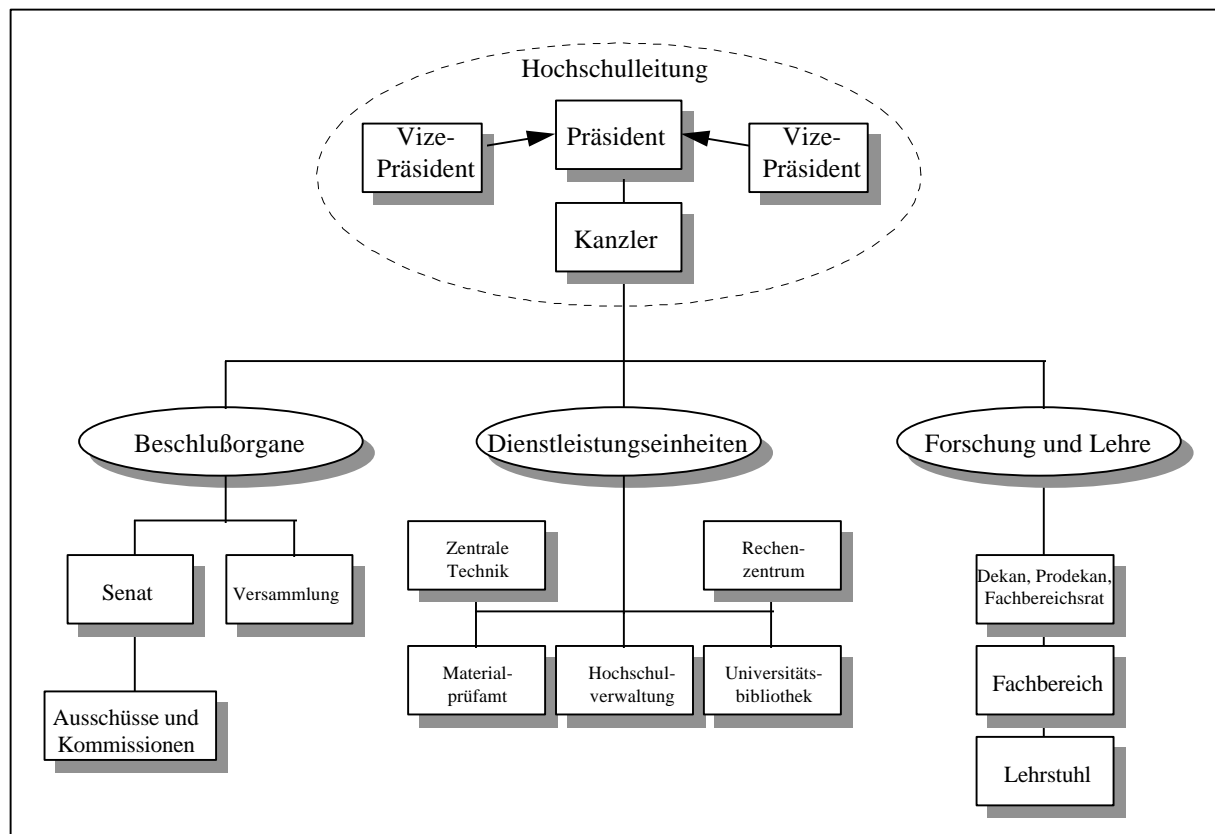 Hochschulleitung
Vize-
Präsident
Präsident
Vize-
Präsident
Kanzler
Beschlußorgane
Dienstleistungseinheiten
Forschung und Lehre
Senat
Versammlung
Ausschüsse und
Kommissionen
Zentrale
Technik
Rechen-
zentrum
Material-
prüfamt
Hochschul-
verwaltung
Universitäts-
bibliothek
Dekan, Prodekan,
Fachbereichsrat
Fachbereich
Lehrstuhl